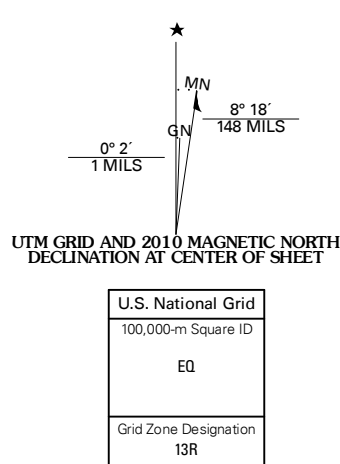 MN
8° 18´
148 MILS
GN
0° 2´
1 MILS
UTM GRID AND 2010 MAGNETIC NORTH
DECLINATION AT CENTER OF SHEET
U.S. National Grid
100,000-m Square ID
EQ
Grid Zone Designation
13R